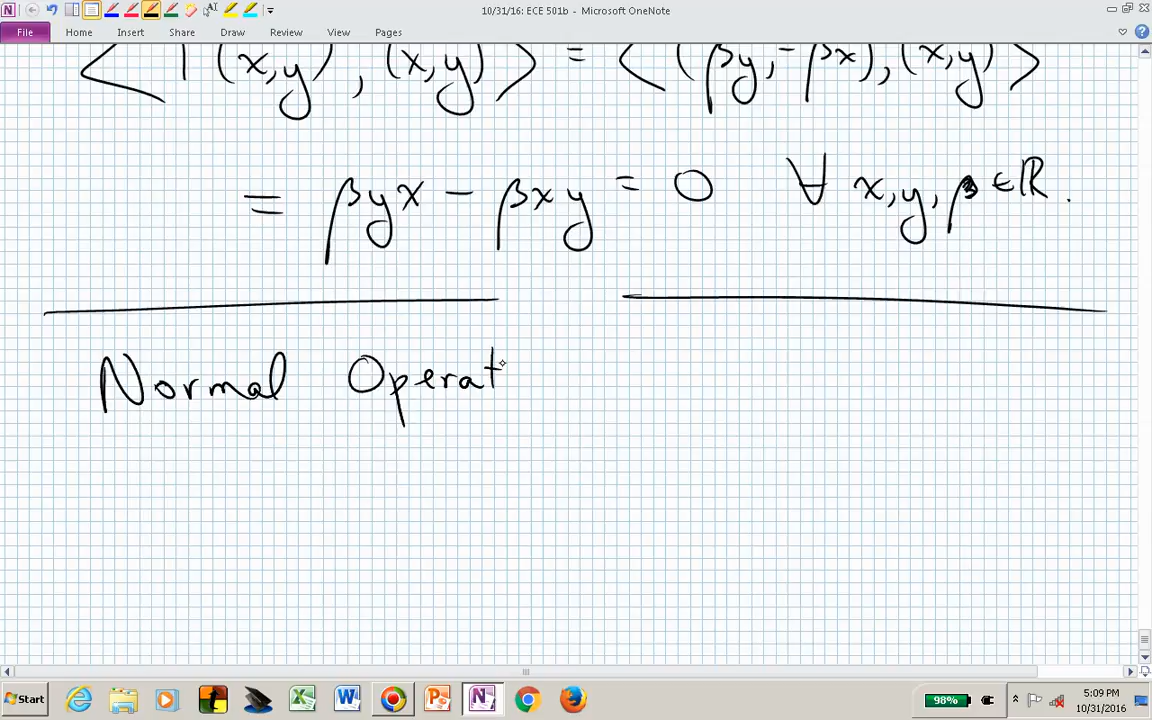 10/31/16: ECE 501b - Microsoft OneNote
File Home Insert Share Draw Review View Pages
⟨ T (x,y), (x,y) ⟩ = ⟨ (βy, -βx), (x,y) ⟩
= βyx - βxy = 0 ∀ x,y,β ∈ ℝ.
Normal Operat
Start
98%
5:09 PM
10/31/2016